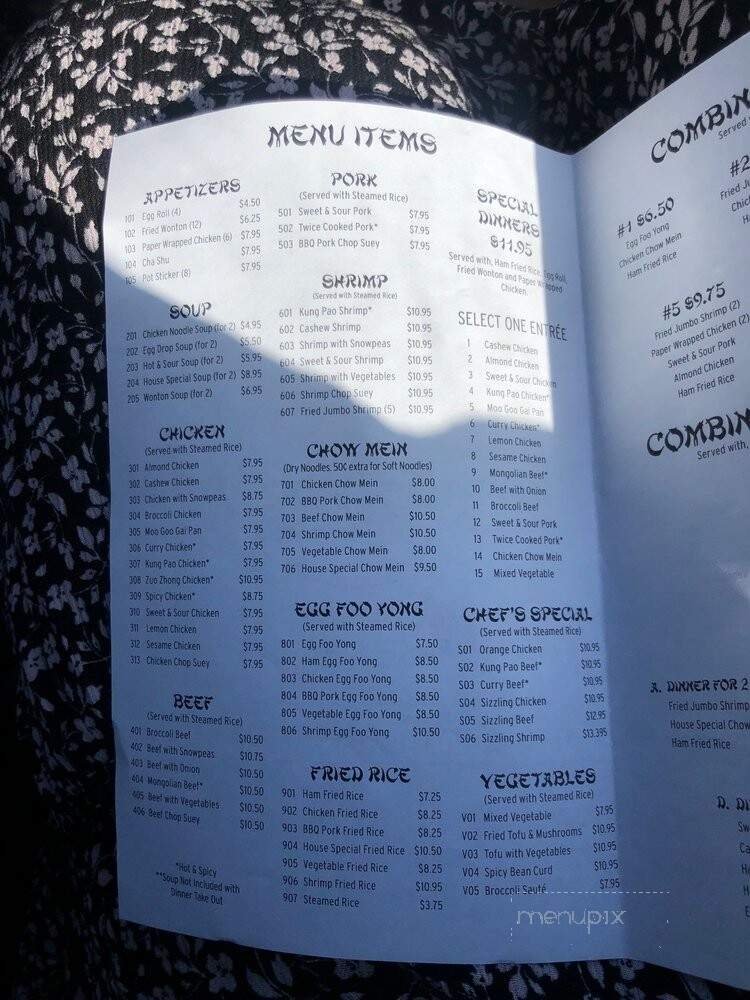 MENU ITEMS
APPETIZERS
101 Egg Roll (4) $4.50
102 Fried Wonton (12) $6.25
103 Paper Wrapped Chicken (6) $7.95
104 Cha Shu $7.95
105 Pot Sticker (8) $7.95
SOUP
201 Chicken Noodle Soup (for 2) $4.95
202 Egg Drop Soup (for 2) $5.50
203 Hot & Sour Soup (for 2) $5.95
204 House Special Soup (for 2) $8.95
205 Wonton Soup (for 2) $6.95
CHICKEN
(Served with Steamed Rice)
301 Almond Chicken $7.95
302 Cashew Chicken $7.95
303 Chicken with Snowpeas $8.75
304 Broccoli Chicken $7.95
305 Moo Goo Gai Pan $7.95
306 Curry Chicken* $7.95
307 Kung Pao Chicken* $7.95
308 Zuo Zhong Chicken* $10.95
309 Spicy Chicken* $8.75
310 Sweet & Sour Chicken $7.95
311 Lemon Chicken $7.95
312 Sesame Chicken $7.95
313 Chicken Chop Suey $7.95
BEEF
(Served with Steamed Rice)
401 Broccoli Beef $10.50
402 Beef with Snowpeas $10.75
403 Beef with Onion $10.50
404 Mongolian Beef* $10.50
405 Beef with Vegetables $10.50
406 Beef Chop Suey $10.50
*Hot & Spicy
**Soup Not Included with
Dinner Take Out
PORK
(Served with Steamed Rice)
501 Sweet & Sour Pork $7.95
502 Twice Cooked Pork* $7.95
503 BBQ Pork Chop Suey $7.95
SHRIMP
(Served with Steamed Rice)
601 Kung Pao Shrimp* $10.95
602 Cashew Shrimp $10.95
603 Shrimp with Snowpeas $10.95
604 Sweet & Sour Shrimp $10.95
605 Shrimp with Vegetables $10.95
606 Shrimp Chop Suey $10.95
607 Fried Jumbo Shrimp (5) $10.95
CHOW MEIN
(Dry Noodles. 50C extra for Soft Noodles)
701 Chicken Chow Mein $8.00
702 BBQ Pork Chow Mein $8.00
703 Beef Chow Mein $10.50
704 Shrimp Chow Mein $10.50
705 Vegetable Chow Mein $8.00
706 House Special Chow Mein $9.50
EGG FOO YONG
(Served with Steamed Rice)
801 Egg Foo Yong $7.50
802 Ham Egg Foo Yong $8.50
803 Chicken Egg Foo Yong $8.50
804 BBQ Pork Egg Foo Yong $8.50
805 Vegetable Egg Foo Yong $8.50
806 Shrimp Egg Foo Yong $10.50
FRIED RICE
901 Ham Fried Rice $7.25
902 Chicken Fried Rice $8.25
903 BBQ Pork Fried Rice $8.25
904 House Special Fried Rice $10.50
905 Vegetable Fried Rice $8.25
906 Shrimp Fried Rice $10.95
907 Steamed Rice $3.75
SPECIAL
DINNERS
$11.95
Served with, Ham Fried Rice, Egg Roll,
Fried Wonton and Paper Wrapped
Chicken.
SELECT ONE ENTRÉE
1 Cashew Chicken
2 Almond Chicken
3 Sweet & Sour Chicken
4 Kung Pao Chicken*
5 Moo Goo Gai Pan
6 Curry Chicken*
7 Lemon Chicken
8 Sesame Chicken
9 Mongolian Beef*
10 Beef with Onion
11 Broccoli Beef
12 Sweet & Sour Pork
13 Twice Cooked Pork*
14 Chicken Chow Mein
15 Mixed Vegetable
CHEF'S SPECIAL
(Served with Steamed Rice)
S01 Orange Chicken $10.95
S02 Kung Pao Beef* $10.95
S03 Curry Beef* $10.95
S04 Sizzling Chicken $10.95
S05 Sizzling Beef $12.95
S06 Sizzling Shrimp $13.395
VEGETABLES
(Served with Steamed Rice)
V01 Mixed Vegetable $7.95
V02 Fried Tofu & Mushrooms $10.95
V03 Tofu with Vegetables $10.95
V04 Spicy Bean Curd $10.95
V05 Broccoli Sauté $7.95
COMBIN
Served
#1 $6.50
Egg Foo Yong
Chicken Chow Mein
Ham Fried Rice
#2
Fried Ju
Chic
H
#5 $9.75
Fried Jumbo Shrimp (2)
Paper Wrapped Chicken (2)
Sweet & Sour Pork
Almond Chicken
Ham Fried Rice
COMBIN
Served with,
A. DINNER FOR 2
Fried Jumbo Shrimp
House Special Chow
Ham Fried Rice
D. DI
Sw
Ca
menupix